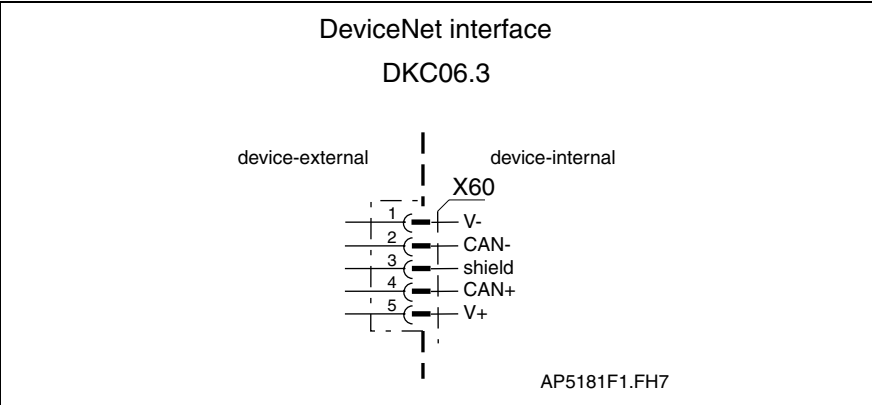 DeviceNet interface
DKC06.3
device-external
device-internal
X60
1 V-
2 CAN-
3 shield
4 CAN+
5 V+
AP5181F1.FH7